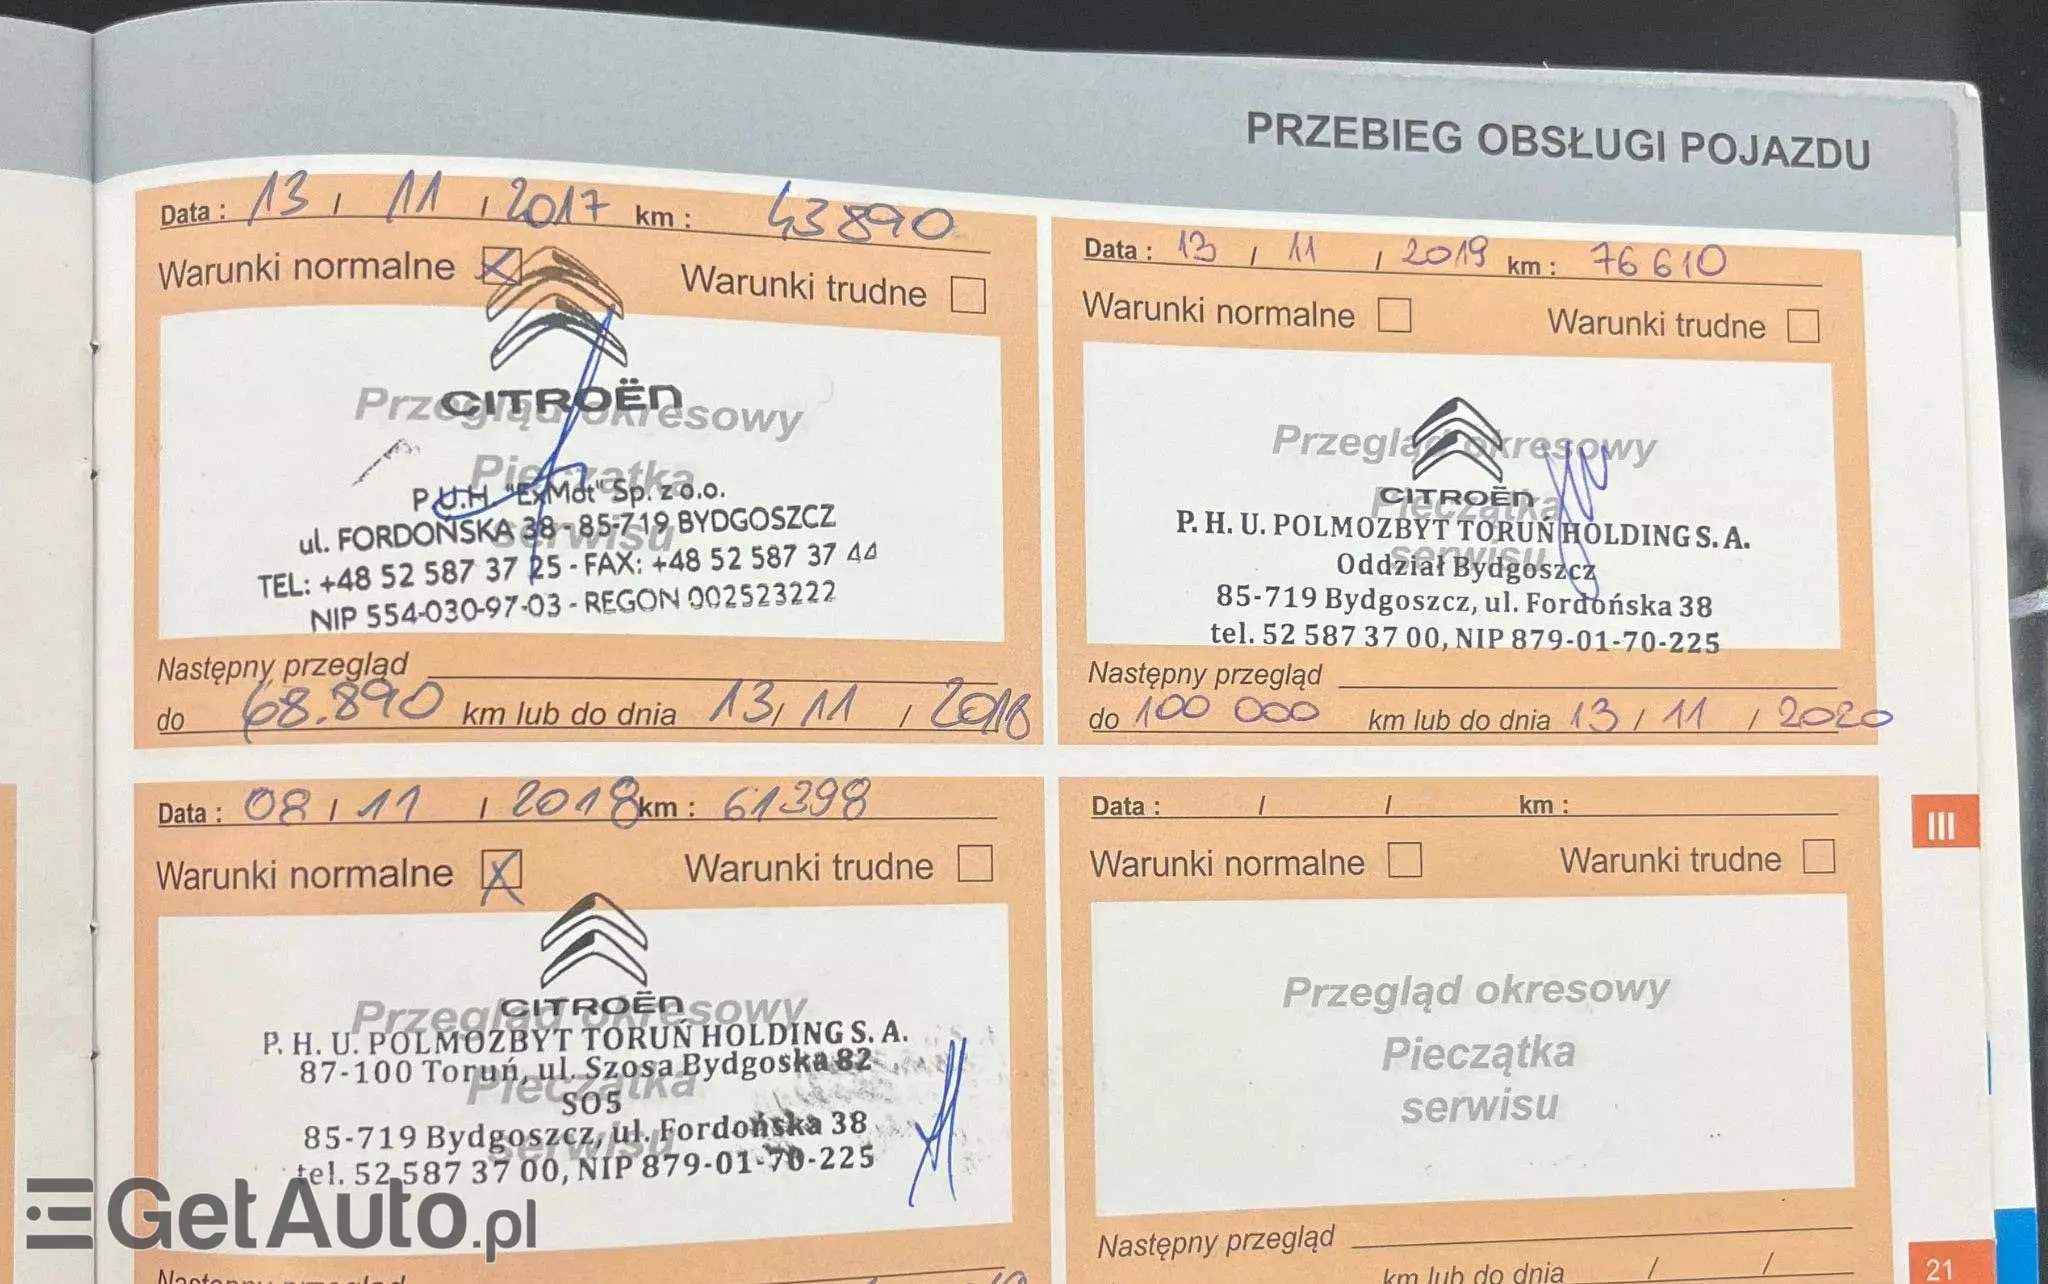 PRZEBIEG OBSŁUGI POJAZDU
Data : 13 / 11 / 2017 km : 43890
Warunki normalne Warunki trudne
CITROËN
Przegląd okresowy
Pieczątka
serwisu
P.U.H. "ExMot" Sp. z o.o.
ul. FORDOŃSKA 38 - 85-719 BYDGOSZCZ
TEL: +48 52 587 37 25 - FAX: +48 52 587 37 44
NIP 554-030-97-03 - REGON 002523222
Następny przegląd
do 68.890 km lub do dnia 13 / 11 / 2018
Data : 08 / 11 / 2018 km : 61398
Warunki normalne Warunki trudne
CITROËN
Przegląd okresowy
Pieczątka
serwisu
P. H. U. POLMOZBYT TORUŃ HOLDING S. A.
87-100 Toruń, ul. Szosa Bydgoska 82
SO5
85-719 Bydgoszcz, ul. Fordońska 38
tel. 52 587 37 00, NIP 879-01-70-225
Następny przegląd
Data : 13 / 11 / 2019 km : 76610
Warunki normalne Warunki trudne
Przegląd okresowy
Pieczątka
serwisu
CITROËN
P. H. U. POLMOZBYT TORUŃ HOLDING S. A.
Oddział Bydgoszcz
85-719 Bydgoszcz, ul. Fordońska 38
tel. 52 587 37 00, NIP 879-01-70-225
Następny przegląd
do 100 000 km lub do dnia 13 / 11 / 2020
Data : / / km :
Warunki normalne Warunki trudne
Przegląd okresowy
Pieczątka
serwisu
Następny przegląd
km lub do dnia / /
III
21
GetAuto.pl